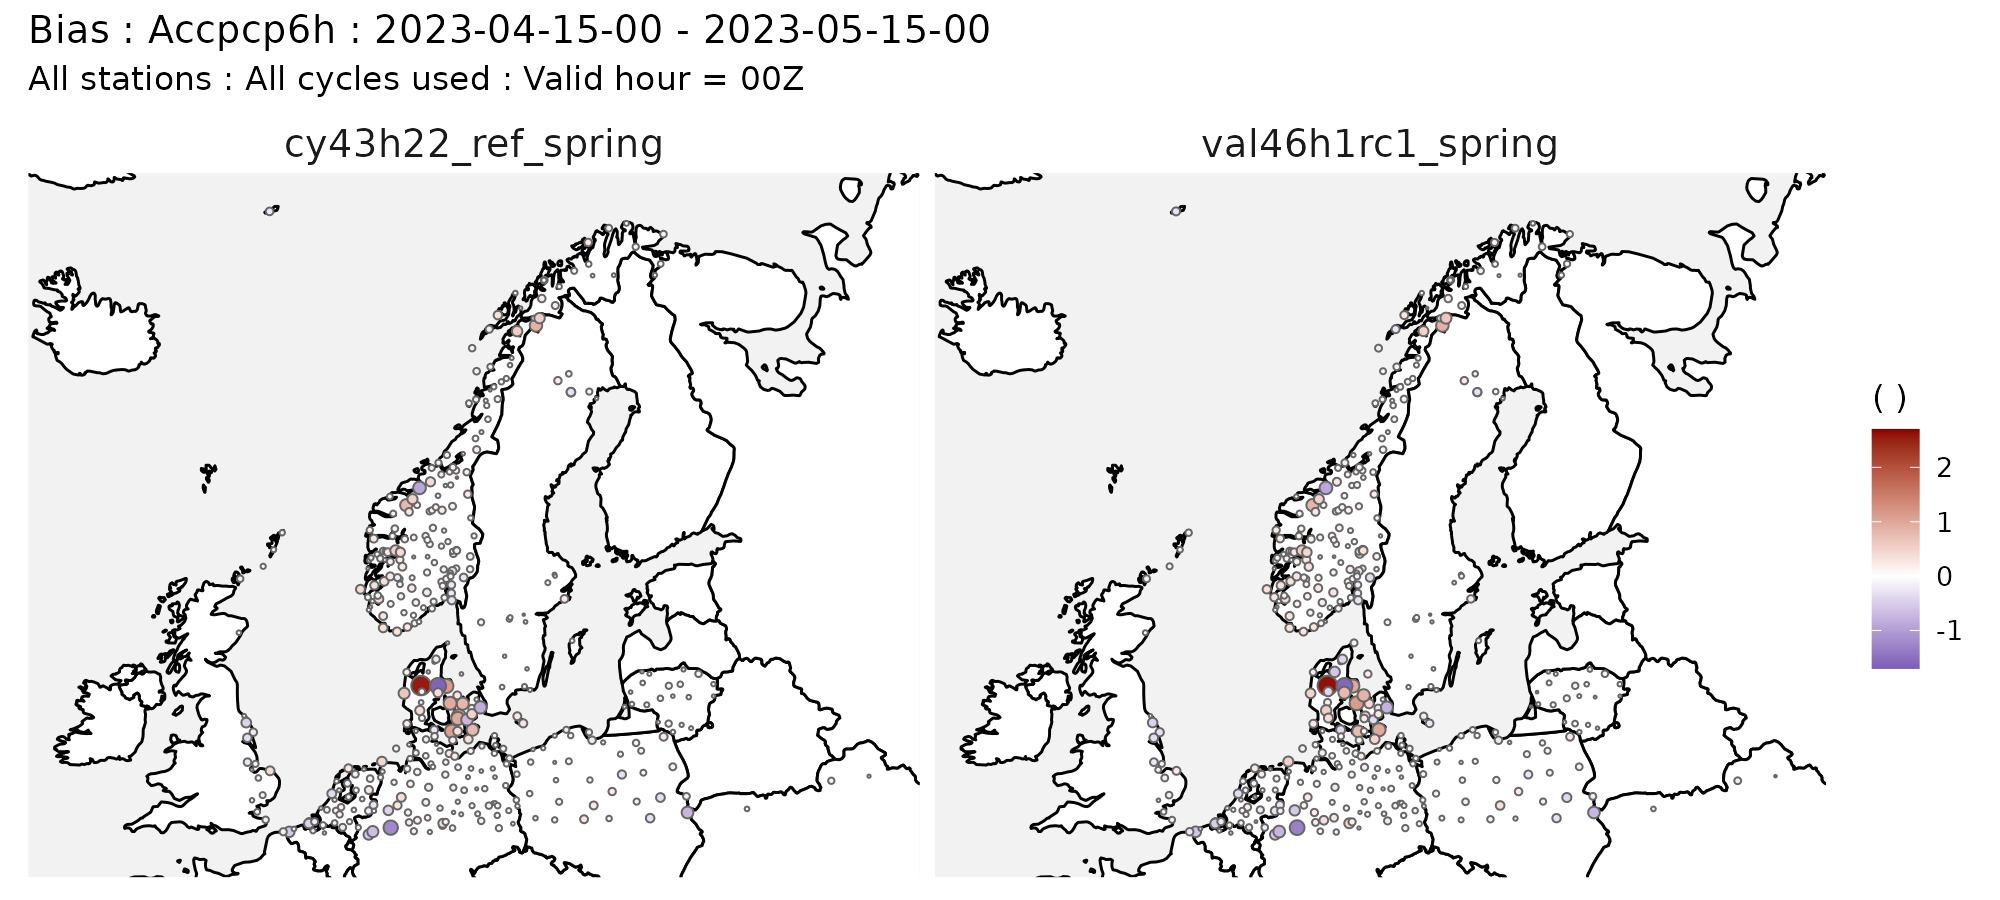 Bias : Accpcp6h : 2023-04-15-00 - 2023-05-15-00
All stations : All cycles used : Valid hour = 00Z
cy43h22_ref_spring
val46h1rc1_spring
( )
2
1
0
-1